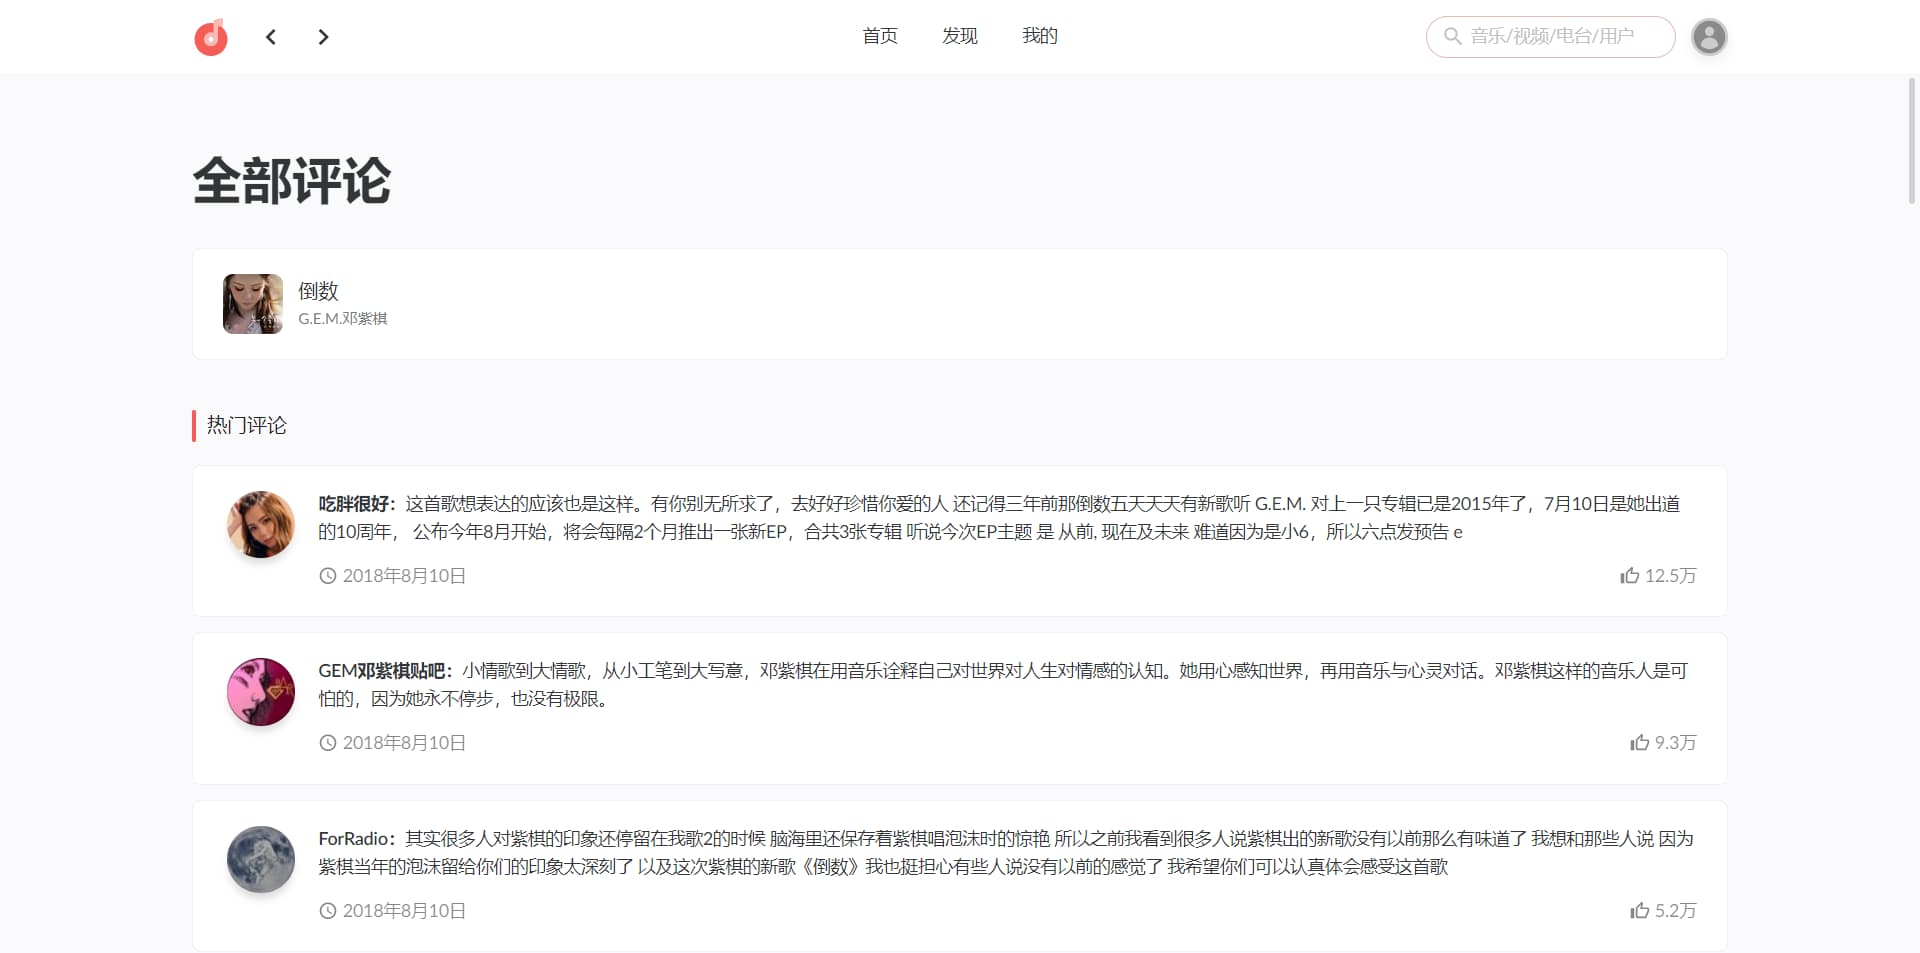 首页 发现 我的 音乐/视频/电台/用户
全部评论
倒数
G.E.M.邓紫棋
热门评论
吃胖很好：这首歌想表达的应该也是这样。有你别无所求了，去好好珍惜你爱的人 还记得三年前那倒数五天天天有新歌听 G.E.M. 对上一只专辑已是2015年了，7月10日是她出道
的10周年， 公布今年8月开始，将会每隔2个月推出一张新EP，合共3张专辑 听说今次EP主题 是 从前, 现在及未来 难道因为是小6，所以六点发预告 e
2018年8月10日 12.5万
GEM邓紫棋贴吧：小情歌到大情歌，从小工笔到大写意，邓紫棋在用音乐诠释自己对世界对人生对情感的认知。她用心感知世界，再用音乐与心灵对话。邓紫棋这样的音乐人是可
怕的，因为她永不停步，也没有极限。
2018年8月10日 9.3万
ForRadio：其实很多人对紫棋的印象还停留在我歌2的时候 脑海里还保存着紫棋唱泡沫时的惊艳 所以之前我看到很多人说紫棋出的新歌没有以前那么有味道了 我想和那些人说 因为
紫棋当年的泡沫留给你们的印象太深刻了 以及这次紫棋的新歌《倒数》我也挺担心有些人说没有以前的感觉了 我希望你们可以认真体会感受这首歌
2018年8月10日 5.2万